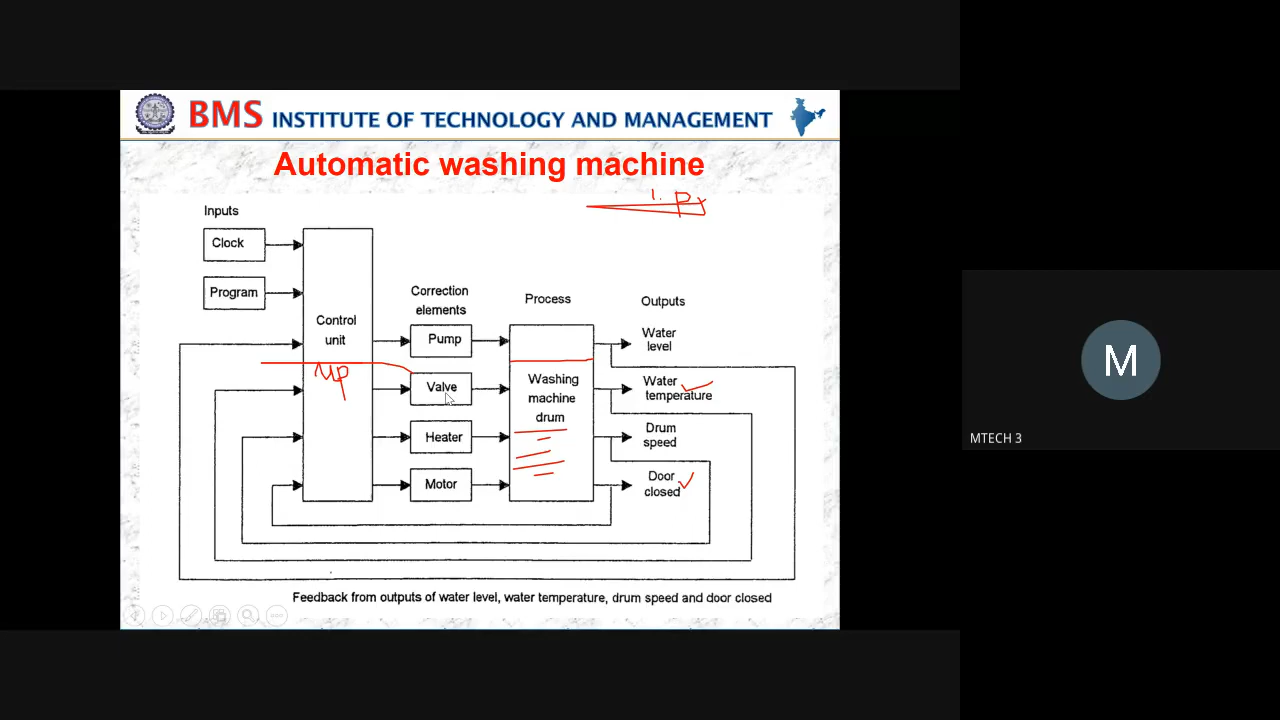 BMS INSTITUTE OF TECHNOLOGY AND MANAGEMENT
Automatic washing machine
1. P
Inputs
Clock
Program
Control
unit
µP
Correction
elements
Pump
Valve
Heater
Motor
Process
Washing
machine
drum
Outputs
Water
level
Water
temperature
Drum
speed
Door
closed
Feedback from outputs of water level, water temperature, drum speed and door closed
M
MTECH 3